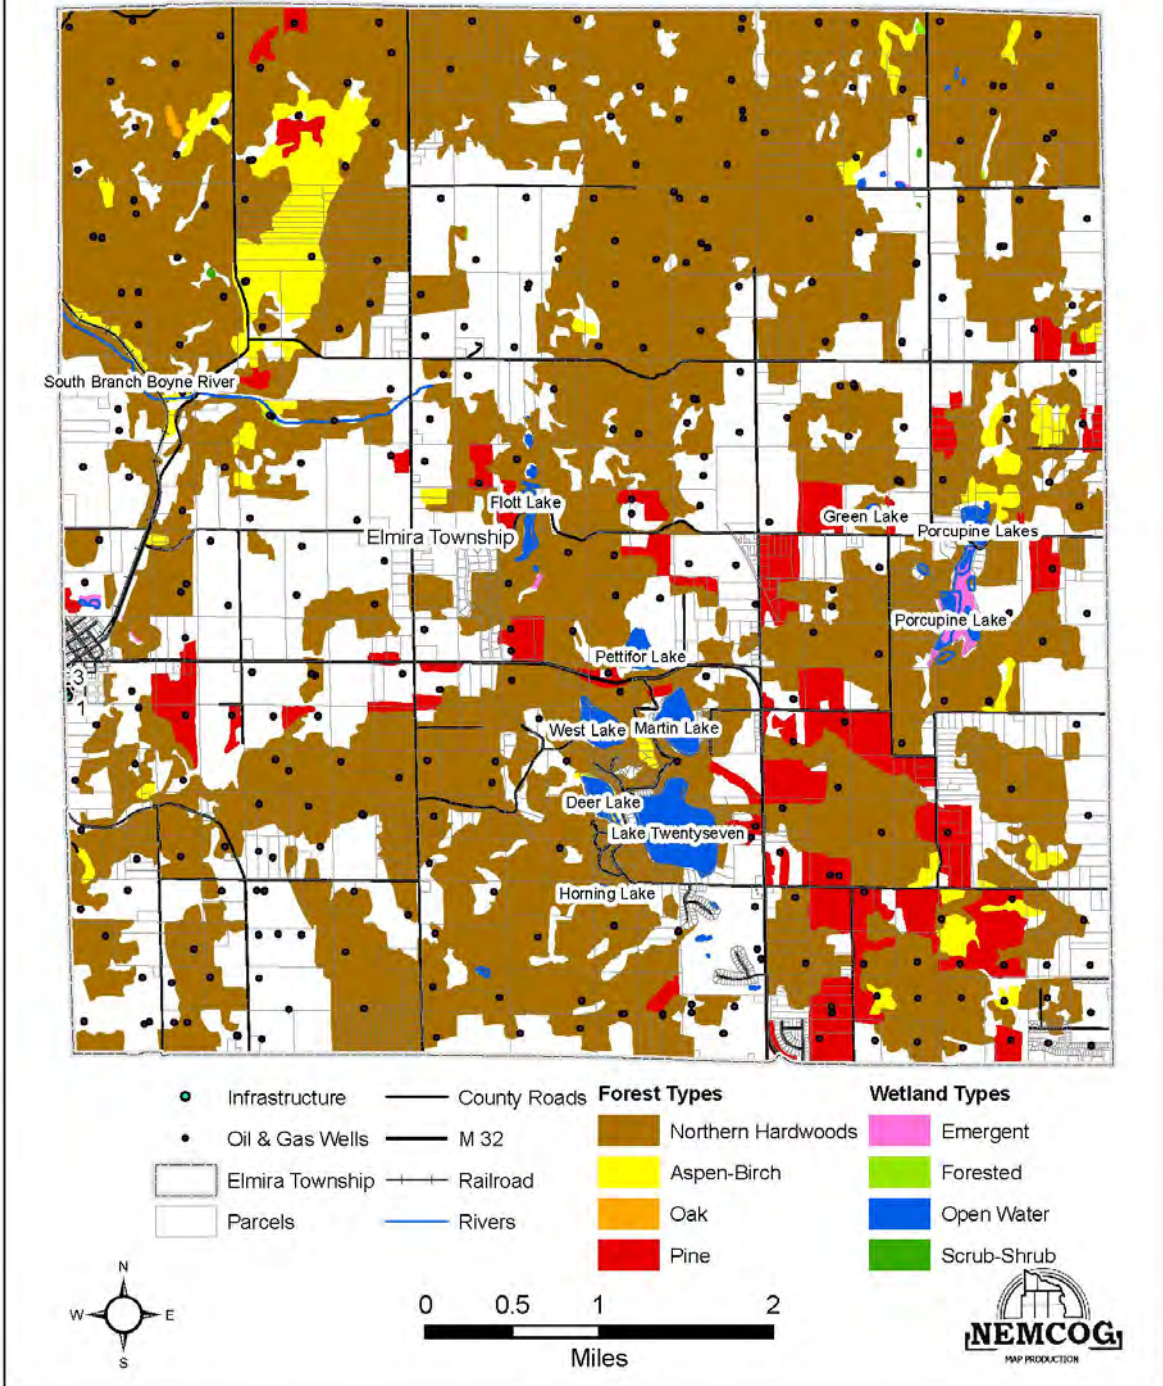 South Branch Boyne River
Flott Lake
Green Lake
Elmira Township
Porcupine Lakes
Porcupine Lake
Pettifor Lake
3
1
West Lake
Martin Lake
Deer Lake
Lake Twentyseven
Horning Lake
Infrastructure
County Roads
Forest Types
Wetland Types
Oil & Gas Wells
M 32
Northern Hardwoods
Emergent
Elmira Township
Railroad
Aspen-Birch
Forested
Parcels
Rivers
Oak
Open Water
Pine
Scrub-Shrub
N
W
E
S
0
0.5
1
2
Miles
NEMCOG
MAP PRODUCTION